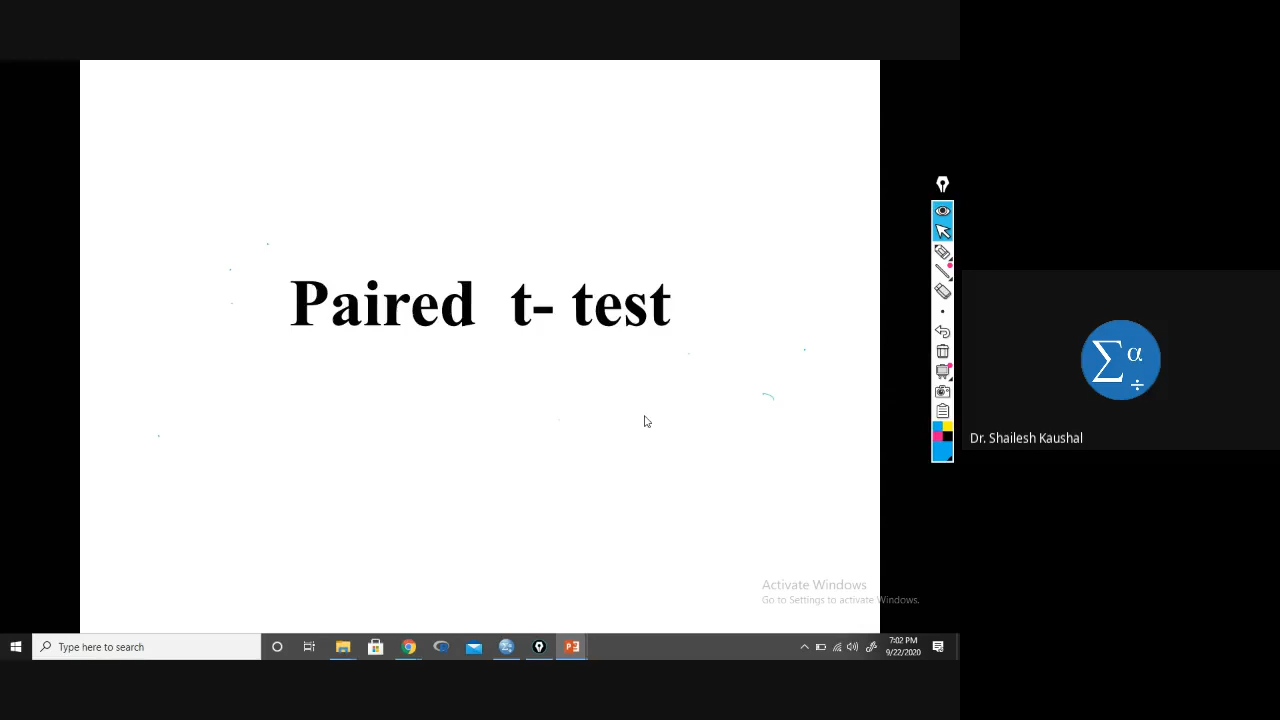 Paired t- test
Σ α ÷
Dr. Shailesh Kaushal
Activate Windows
Go to Settings to activate Windows.
Type here to search
7:02 PM
9/22/2020